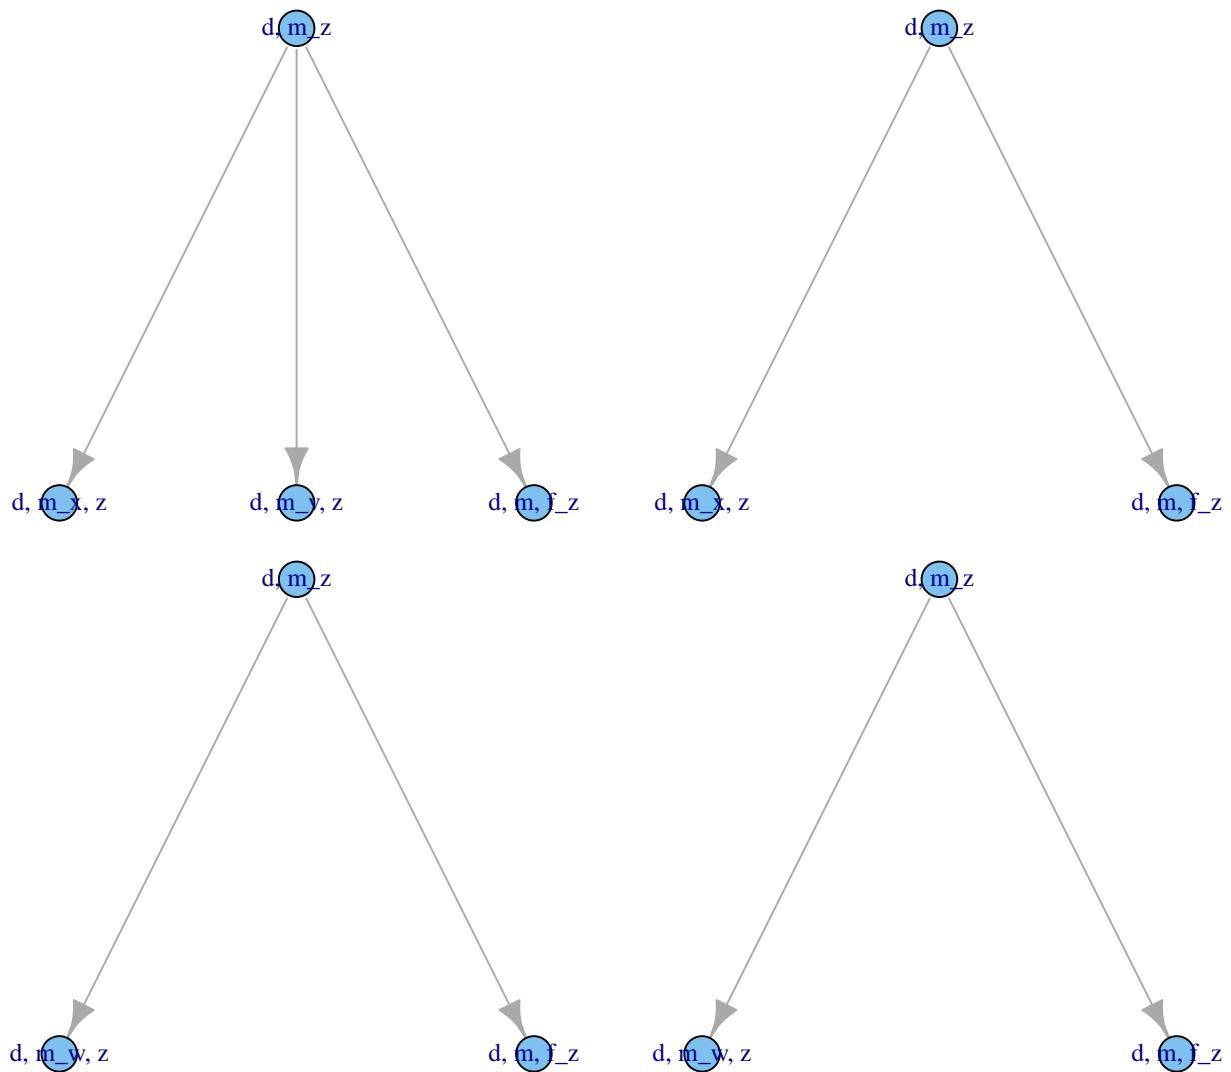 d, m_z
d, m_z
d, m_x, z
d, m_y, z
d, m, f_z
d, m_x, z
d, m, f_z
d, m_z
d, m_z
d, m_w, z
d, m, f_z
d, m_w, z
d, m, f_z